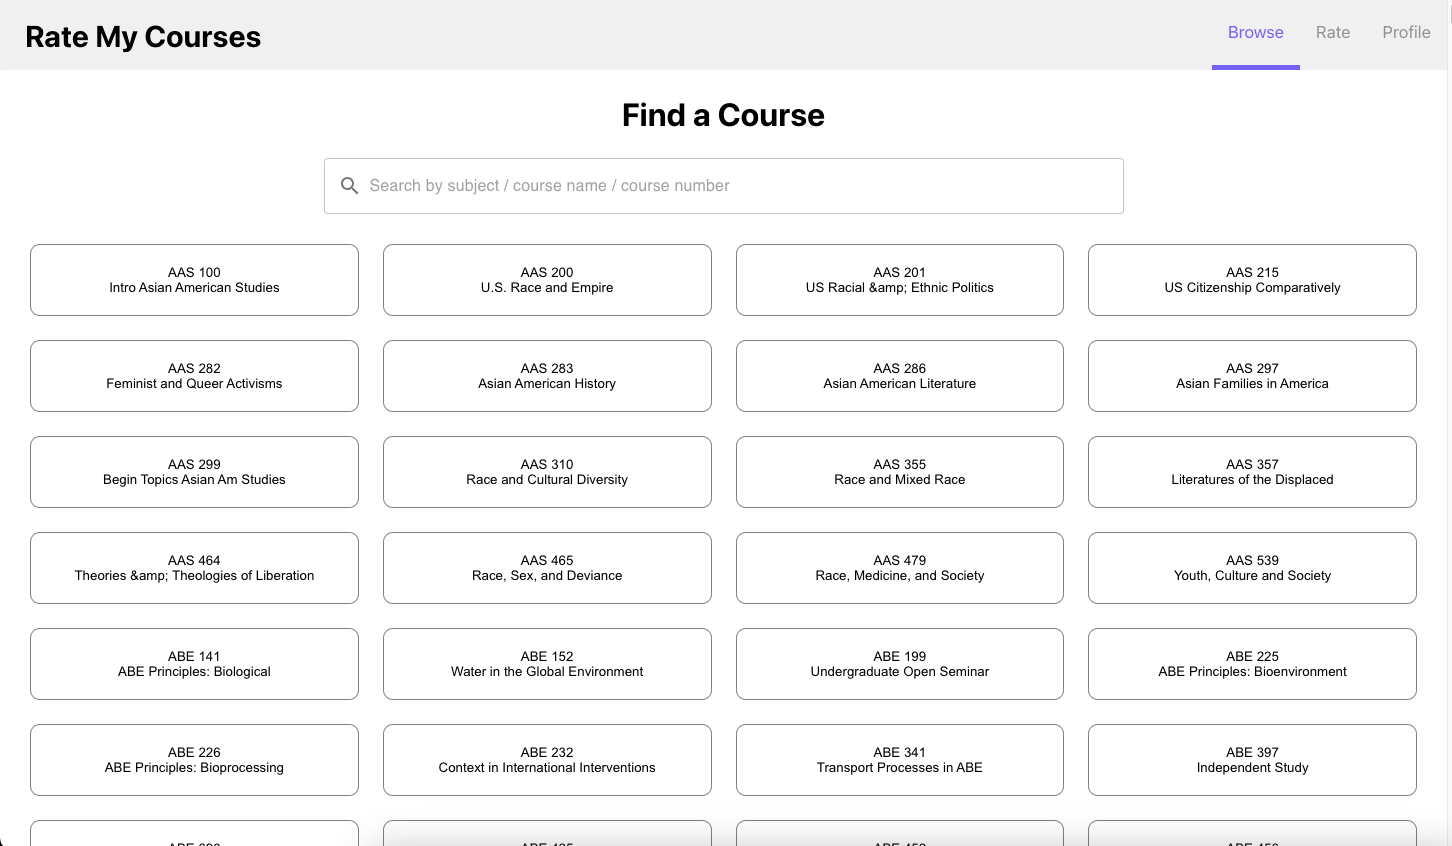 Rate My Courses
Browse
Rate
Profile
Find a Course
Search by subject / course name / course number
AAS 100
Intro Asian American Studies
AAS 200
U.S. Race and Empire
AAS 201
US Racial &amp; Ethnic Politics
AAS 215
US Citizenship Comparatively
AAS 282
Feminist and Queer Activisms
AAS 283
Asian American History
AAS 286
Asian American Literature
AAS 297
Asian Families in America
AAS 299
Begin Topics Asian Am Studies
AAS 310
Race and Cultural Diversity
AAS 355
Race and Mixed Race
AAS 357
Literatures of the Displaced
AAS 464
Theories &amp; Theologies of Liberation
AAS 465
Race, Sex, and Deviance
AAS 479
Race, Medicine, and Society
AAS 539
Youth, Culture and Society
ABE 141
ABE Principles: Biological
ABE 152
Water in the Global Environment
ABE 199
Undergraduate Open Seminar
ABE 225
ABE Principles: Bioenvironment
ABE 226
ABE Principles: Bioprocessing
ABE 232
Context in International Interventions
ABE 341
Transport Processes in ABE
ABE 397
Independent Study
ABE
ABE
ABE
ABE